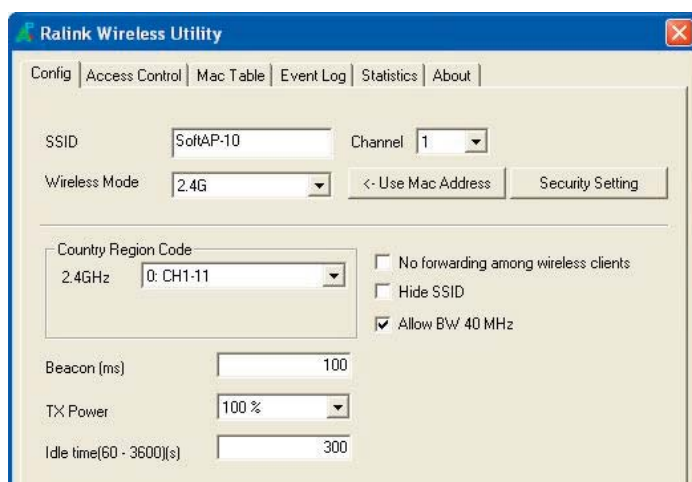 Ralink Wireless Utility
Config Access Control Mac Table Event Log Statistics About
SSID SoftAP-10 Channel 1
Wireless Mode 2.4G <- Use Mac Address Security Setting
Country Region Code
2.4GHz 0: CH1-11
No forwarding among wireless clients
Hide SSID
Allow BW 40 MHz
Beacon (ms) 100
TX Power 100 %
Idle time(60 - 3600)(s) 300